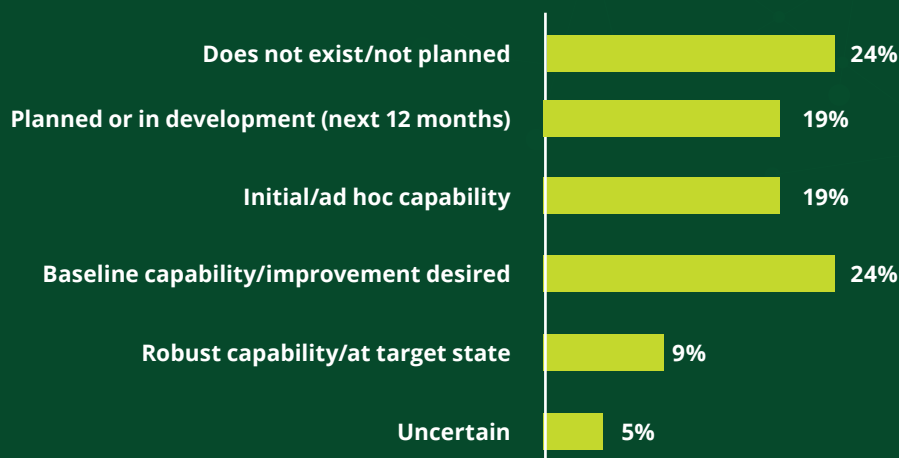 Does not exist/not planned 24%
Planned or in development (next 12 months) 19%
Initial/ad hoc capability 19%
Baseline capability/improvement desired 24%
Robust capability/at target state 9%
Uncertain 5%